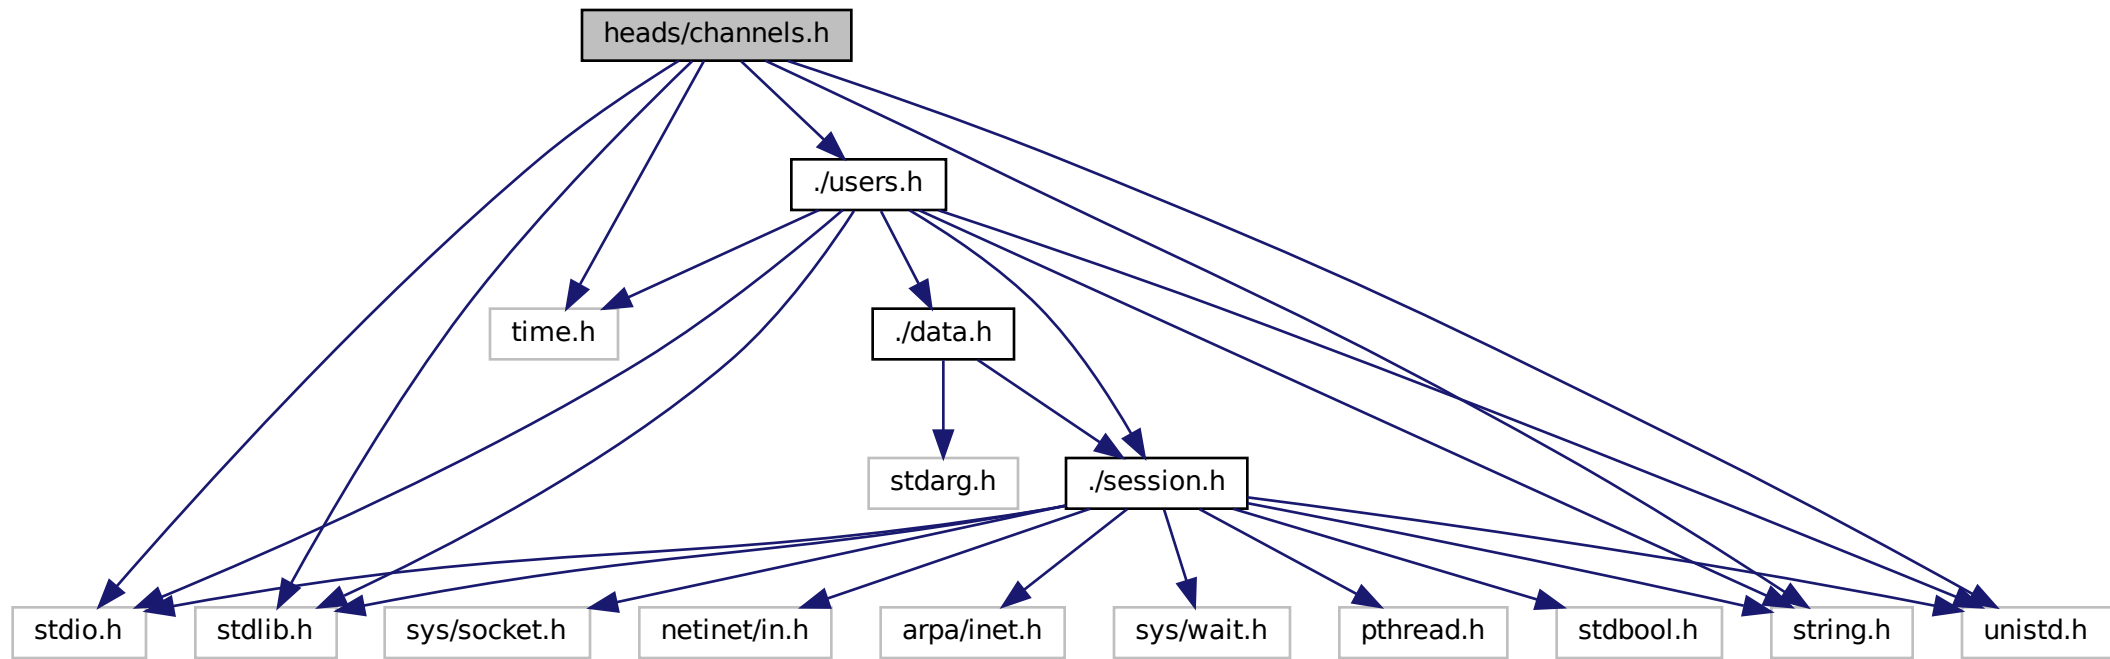 heads/channels.h
./users.h
time.h
./data.h
stdarg.h
./session.h
stdio.h
stdlib.h
sys/socket.h
netinet/in.h
arpa/inet.h
sys/wait.h
pthread.h
stdbool.h
string.h
unistd.h